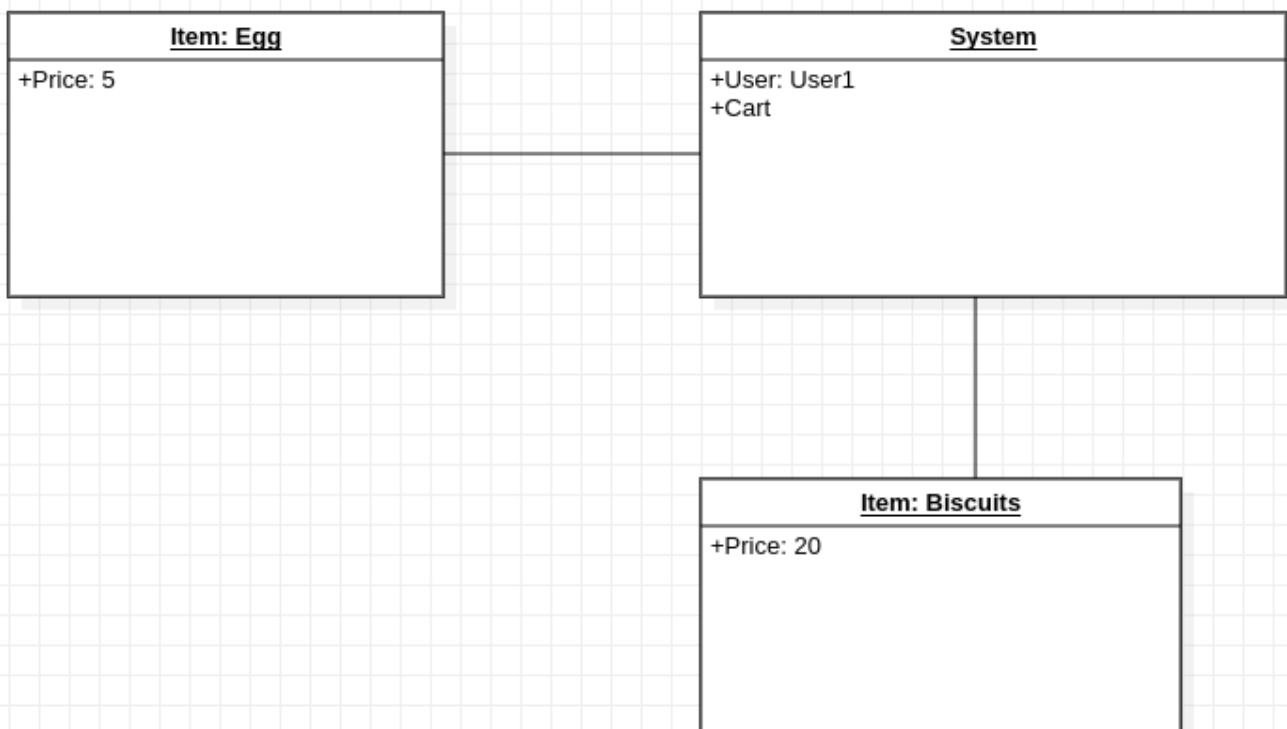 Item: Egg
+Price: 5
System
+User: User1
+Cart
Item: Biscuits
+Price: 20